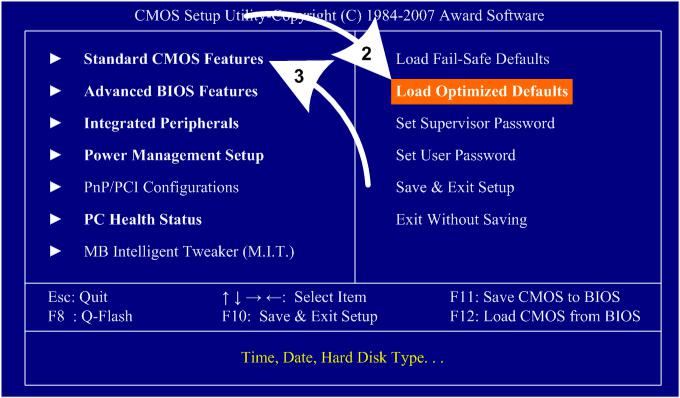 CMOS Setup Utility-Copyright (C) 1984-2007 Award Software
► Standard CMOS Features
► Advanced BIOS Features
► Integrated Peripherals
► Power Management Setup
► PnP/PCI Configurations
► PC Health Status
► MB Intelligent Tweaker (M.I.T.)
2
3
Load Fail-Safe Defaults
Load Optimized Defaults
Set Supervisor Password
Set User Password
Save & Exit Setup
Exit Without Saving
Esc: Quit ↑ ↓ → ←: Select Item F11: Save CMOS to BIOS
F8 : Q-Flash F10: Save & Exit Setup F12: Load CMOS from BIOS
Time, Date, Hard Disk Type. . .